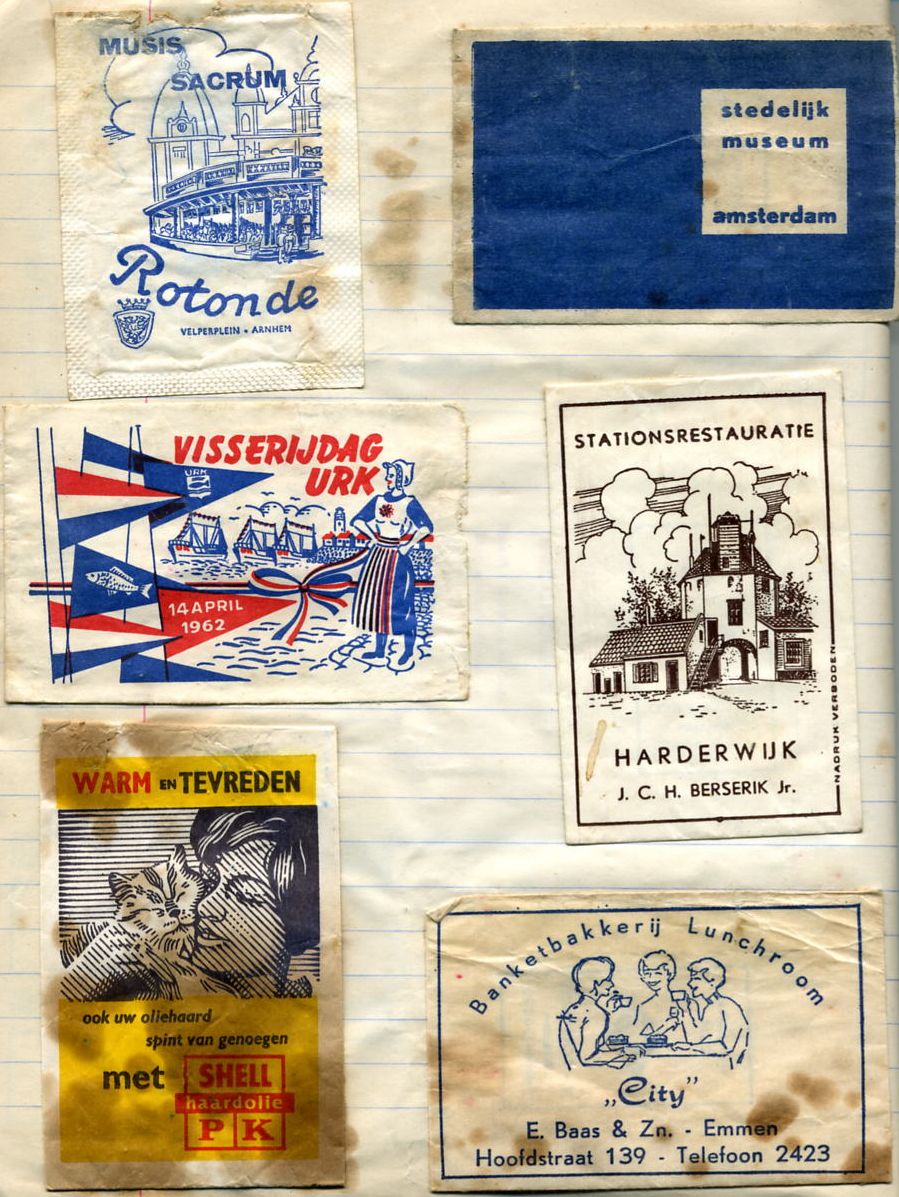 MUSIS
SACRUM
Rotonde
VELPERPLEIN • ARNHEM
stedelijk
museum
amsterdam
VISSERIJDAG
URK
URK
14 APRIL
1962
STATIONSRESTAURATIE
HARDERWIJK
J. C. H. BERSERIK Jr.
NADRUK VERBODEN
WARM EN TEVREDEN
ook uw oliehaard
spint van genoegen
met SHELL
haardolie
PK
Banketbakkerij Lunchroom
„City”
E. Baas & Zn. - Emmen
Hoofdstraat 139 - Telefoon 2423